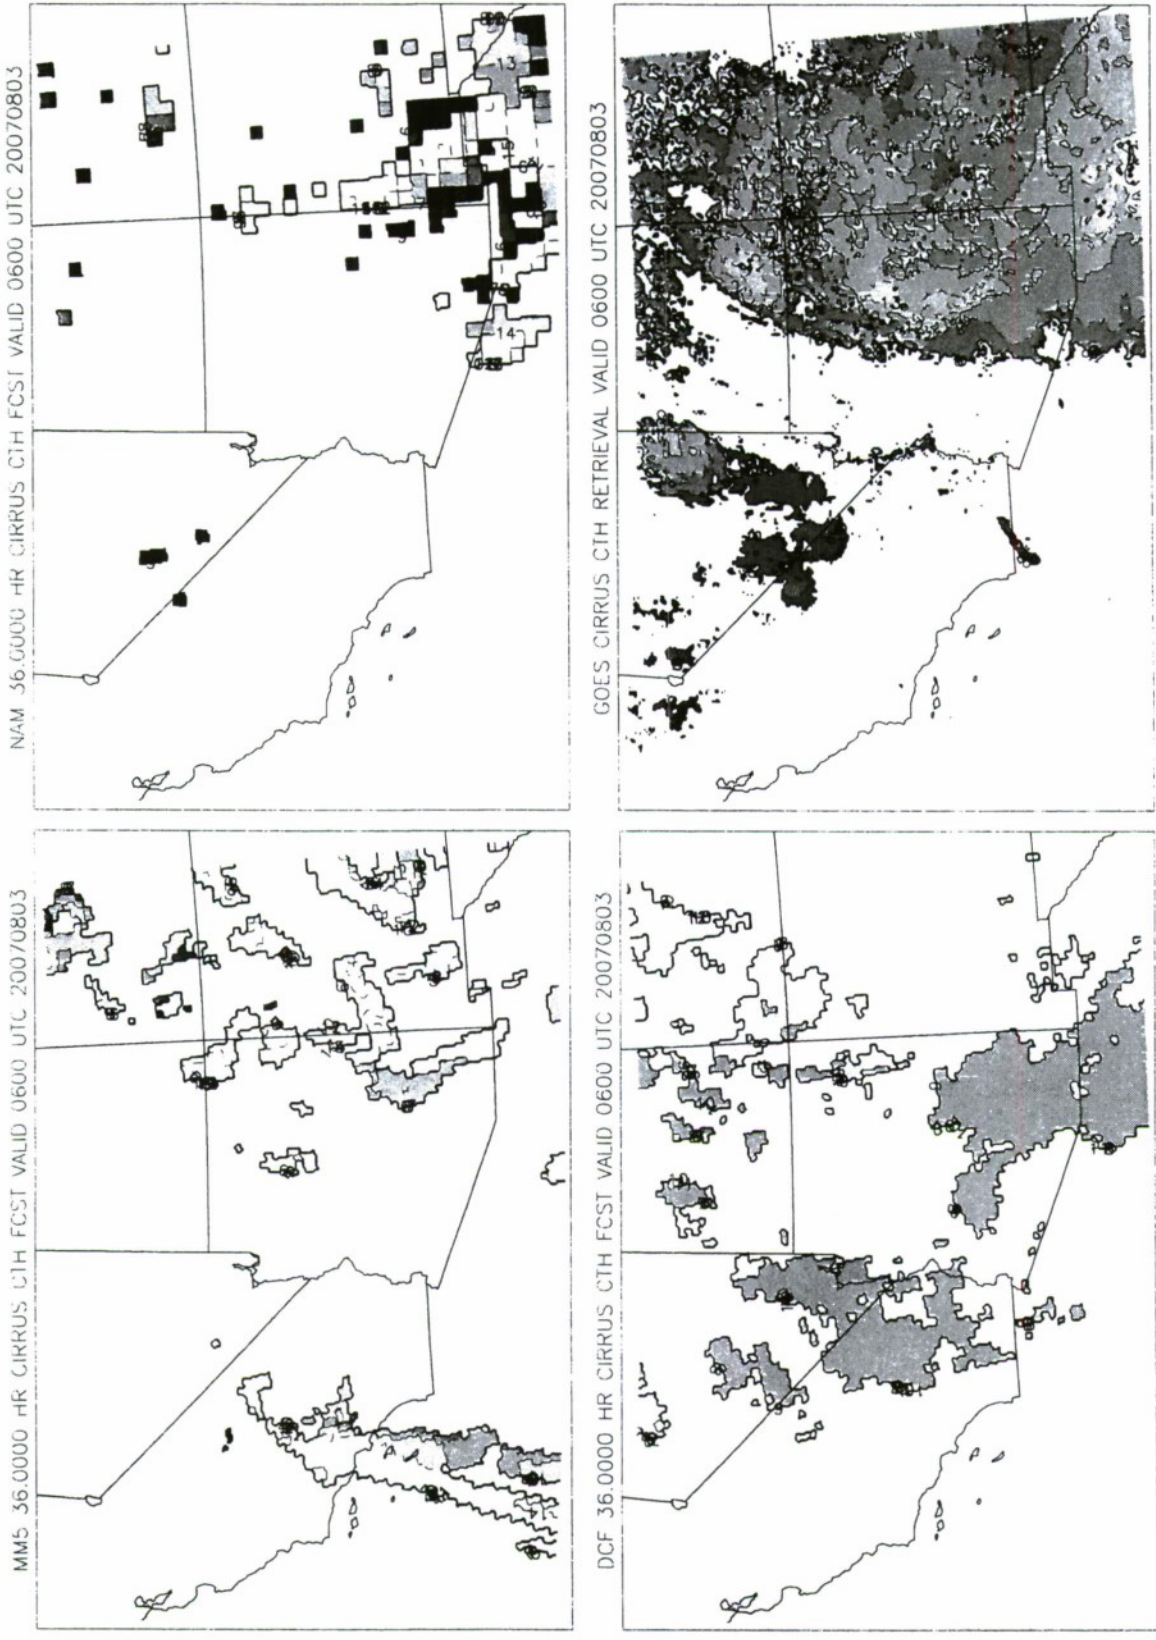 MM5 36.0000 HR CIRRUS CTH FCST VALID 0600 UTC 20070803
NAM 36.0000 HR CIRRUS CTH FCST VALID 0600 UTC 20070803
13
14
DCF 36.0000 HR CIRRUS CTH FCST VALID 0600 UTC 20070803
GOES CIRRUS CTH RETRIEVAL VALID 0600 UTC 20070803